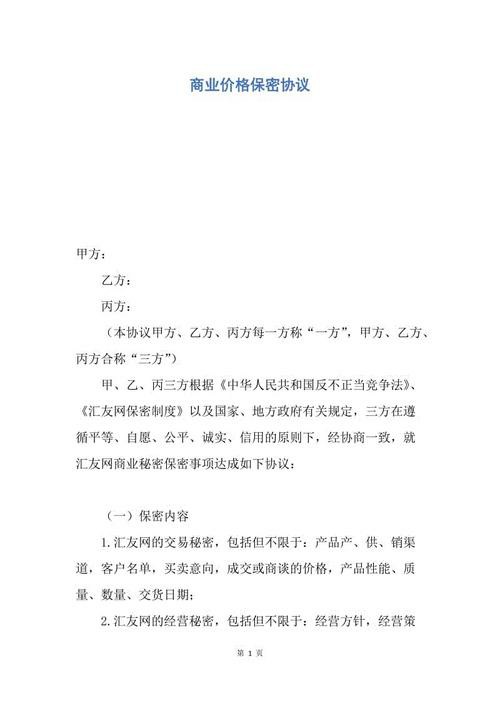 商业价格保密协议
甲方：
乙方：
丙方：
（本协议甲方、乙方、丙方每一方称“一方”，甲方、乙方、
丙方合称“三方”）
甲、乙、丙三方根据《中华人民共和国反不正当竞争法》、
《汇友网保密制度》以及国家、地方政府有关规定，三方在遵
循平等、自愿、公平、诚实、信用的原则下，经协商一致，就
汇友网商业秘密保密事项达成如下协议：
（一）保密内容
1.汇友网的交易秘密，包括但不限于：产品产、供、销渠
道，客户名单，买卖意向，成交或商谈的价格，产品性能、质
量、数量、交货日期；
2.汇友网的经营秘密，包括但不限于：经营方针，经营策
第 1 页